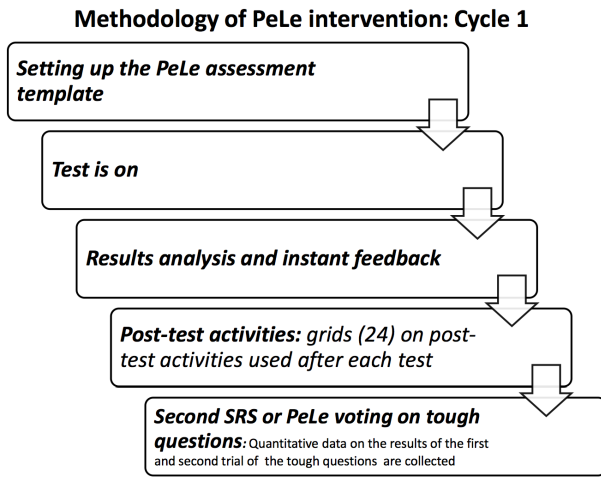 Methodology of PeLe intervention: Cycle 1
Setting up the PeLe assessment
template
Test is on
Results analysis and instant feedback
Post-test activities: grids (24) on post-
test activities used after each test
Second SRS or PeLe voting on tough
questions: Quantitative data on the results of the first
and second trial of the tough questions are collected